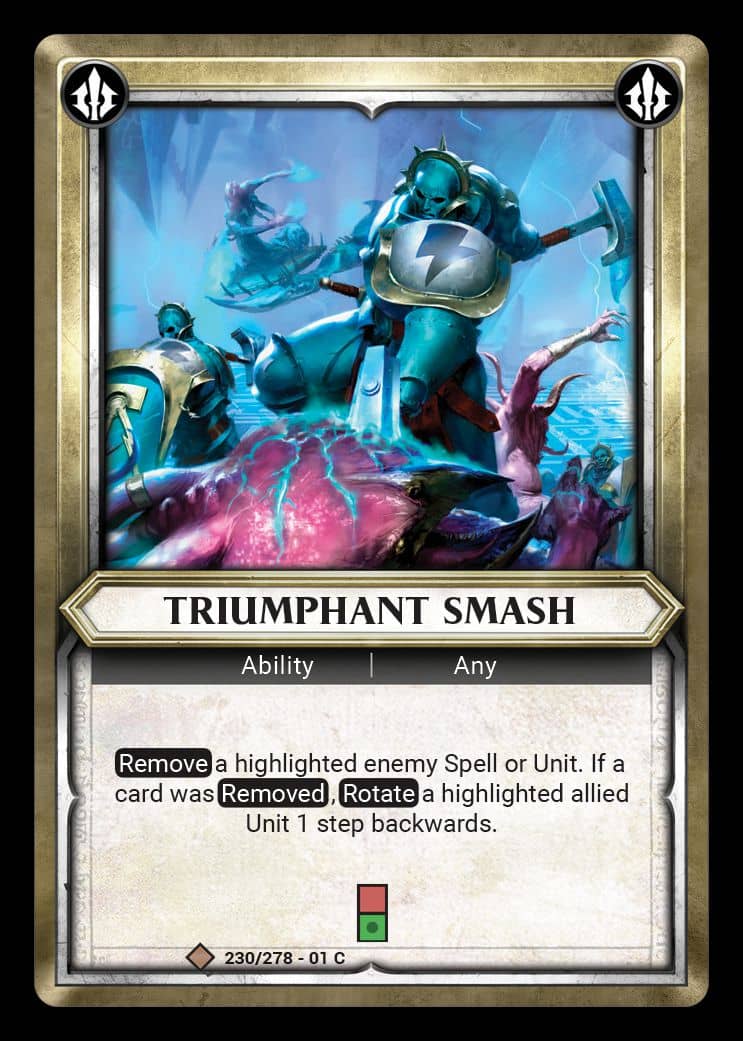 TRIUMPHANT SMASH
Ability | Any
Remove a highlighted enemy Spell or Unit. If a
card was Removed, Rotate a highlighted allied
Unit 1 step backwards.
230/278 - 01 C